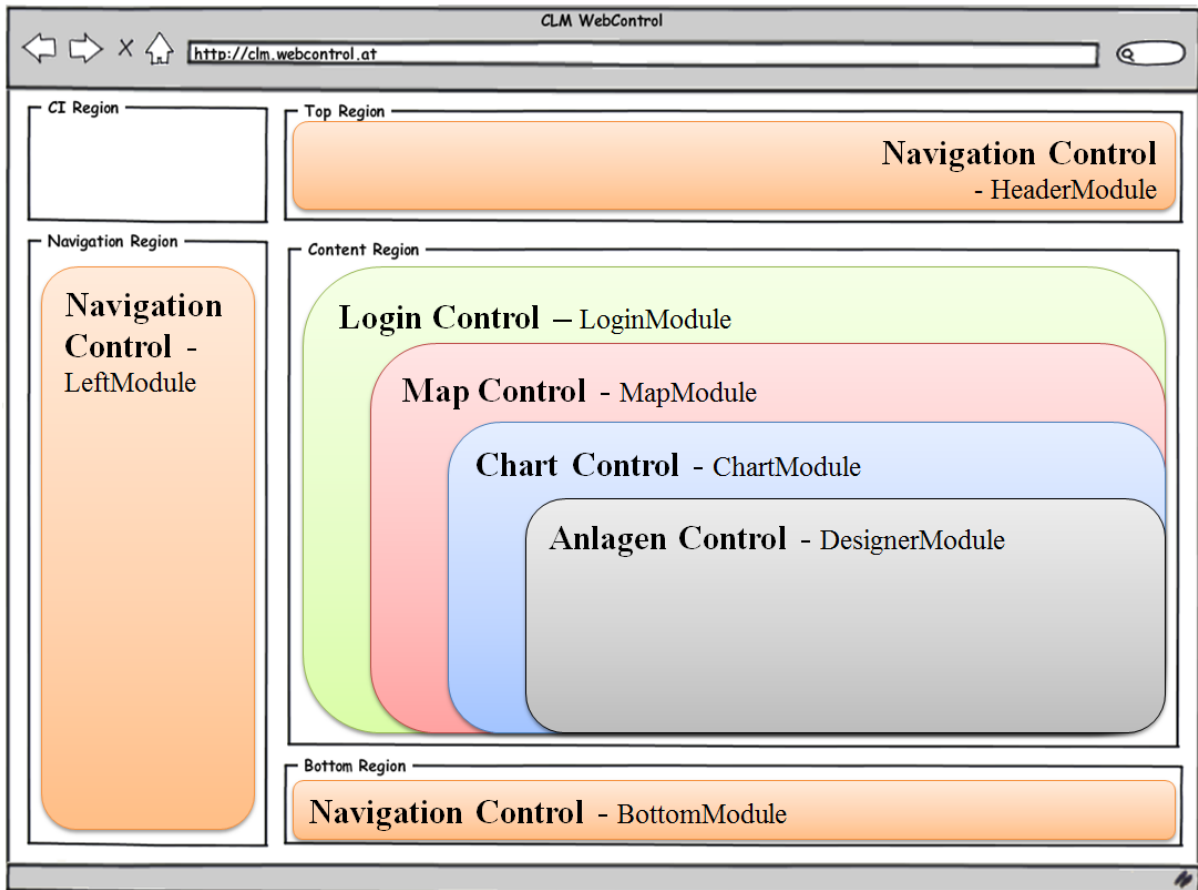 CLM WebControl
http://clm.webcontrol.at
CI Region
Top Region
Navigation Control
- HeaderModule
Navigation Region
Navigation
Control -
LeftModule
Content Region
Login Control – LoginModule
Map Control - MapModule
Chart Control - ChartModule
Anlagen Control - DesignerModule
Bottom Region
Navigation Control - BottomModule